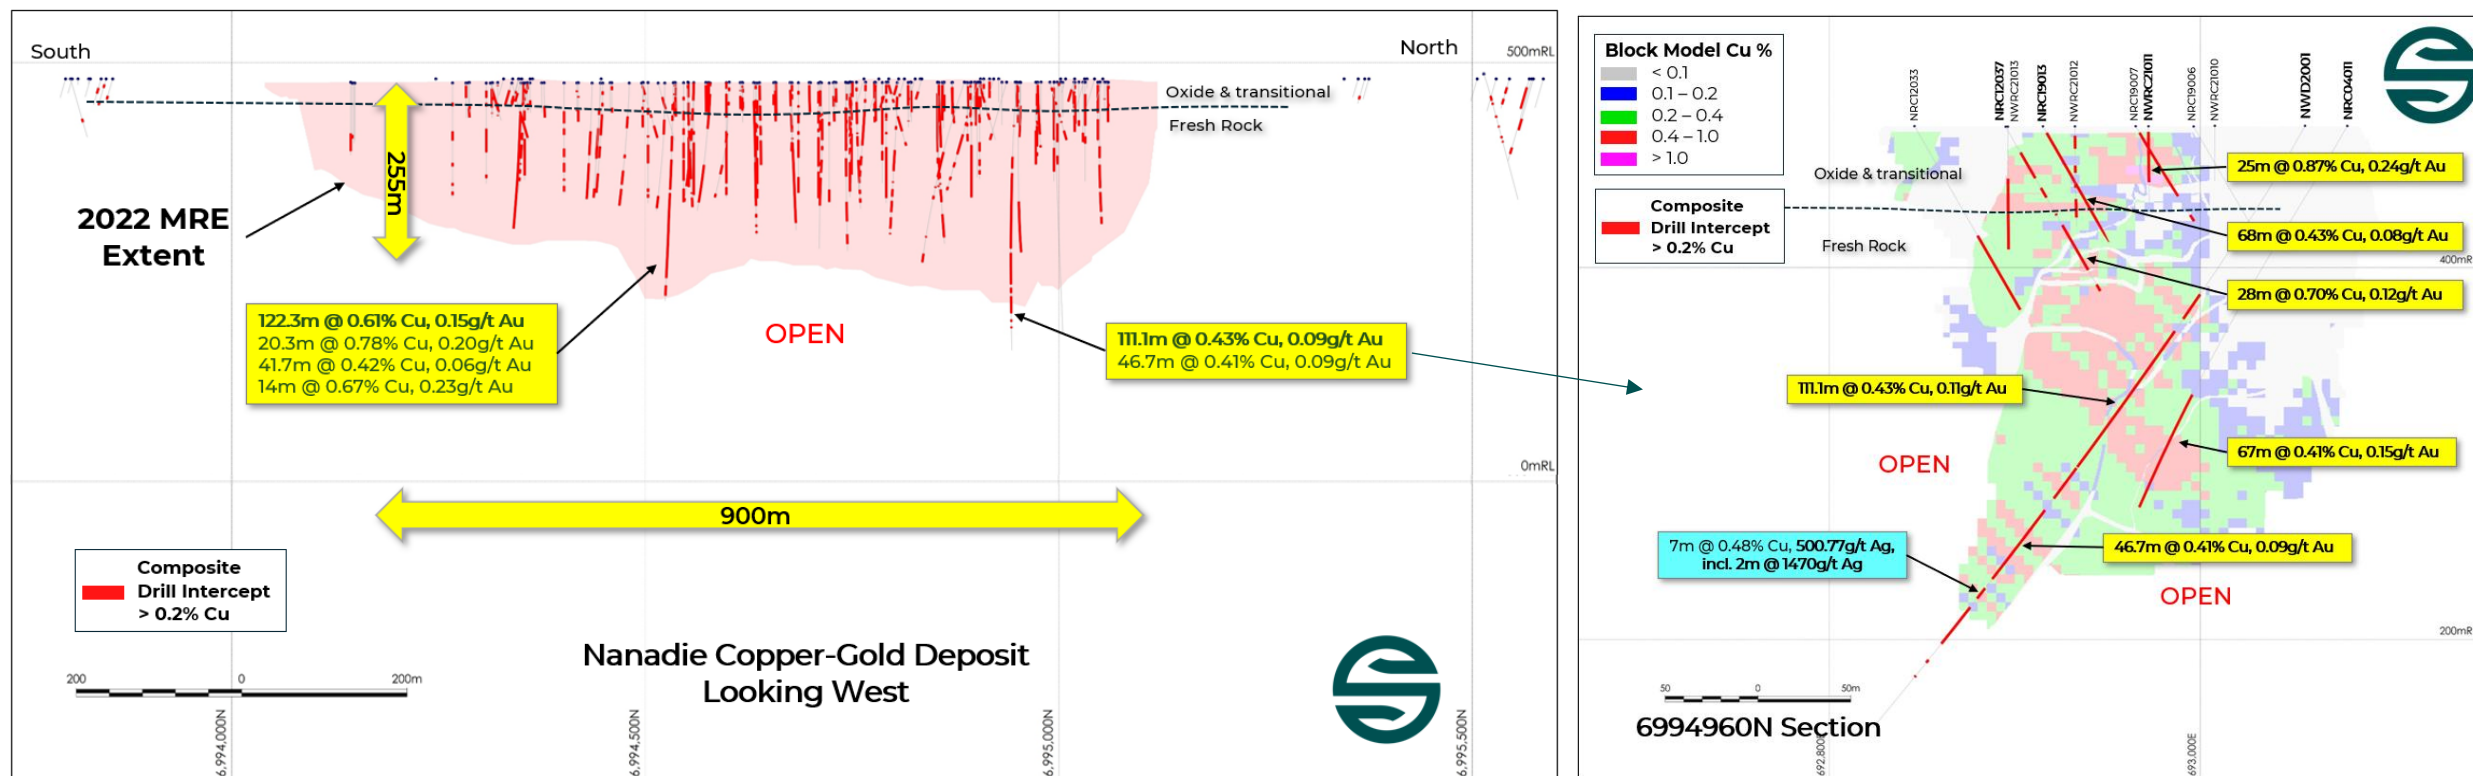 South
North
500mRL
Oxide & transitional
Fresh Rock
255m
2022 MRE
Extent
122.3m @ 0.61% Cu, 0.15g/t Au
20.3m @ 0.78% Cu, 0.20g/t Au
41.7m @ 0.42% Cu, 0.06g/t Au
14m @ 0.67% Cu, 0.23g/t Au
OPEN
111.1m @ 0.43% Cu, 0.09g/t Au
46.7m @ 0.41% Cu, 0.09g/t Au
0mRL
900m
Composite
Drill Intercept
> 0.2% Cu
Nanadie Copper-Gold Deposit
Looking West
200
0
200m
6,994,000N
6,994,500N
6,995,000N
6,995,500N
Block Model Cu %
< 0.1
0.1 – 0.2
0.2 – 0.4
0.4 – 1.0
> 1.0
Composite
Drill Intercept
> 0.2% Cu
NRC12033
NRC12037
NWRC21013
NRC19013
NWRC21012
NRC19007
NWRC21011
NRC19006
NWRC21010
NWD2001
NRC04011
Oxide & transitional
Fresh Rock
25m @ 0.87% Cu, 0.24g/t Au
68m @ 0.43% Cu, 0.08g/t Au
400mRL
28m @ 0.70% Cu, 0.12g/t Au
111.1m @ 0.43% Cu, 0.11g/t Au
67m @ 0.41% Cu, 0.15g/t Au
OPEN
7m @ 0.48% Cu, 500.77g/t Ag,
incl. 2m @ 1470g/t Ag
46.7m @ 0.41% Cu, 0.09g/t Au
OPEN
200mR
50
0
50m
6994960N Section
693,000E